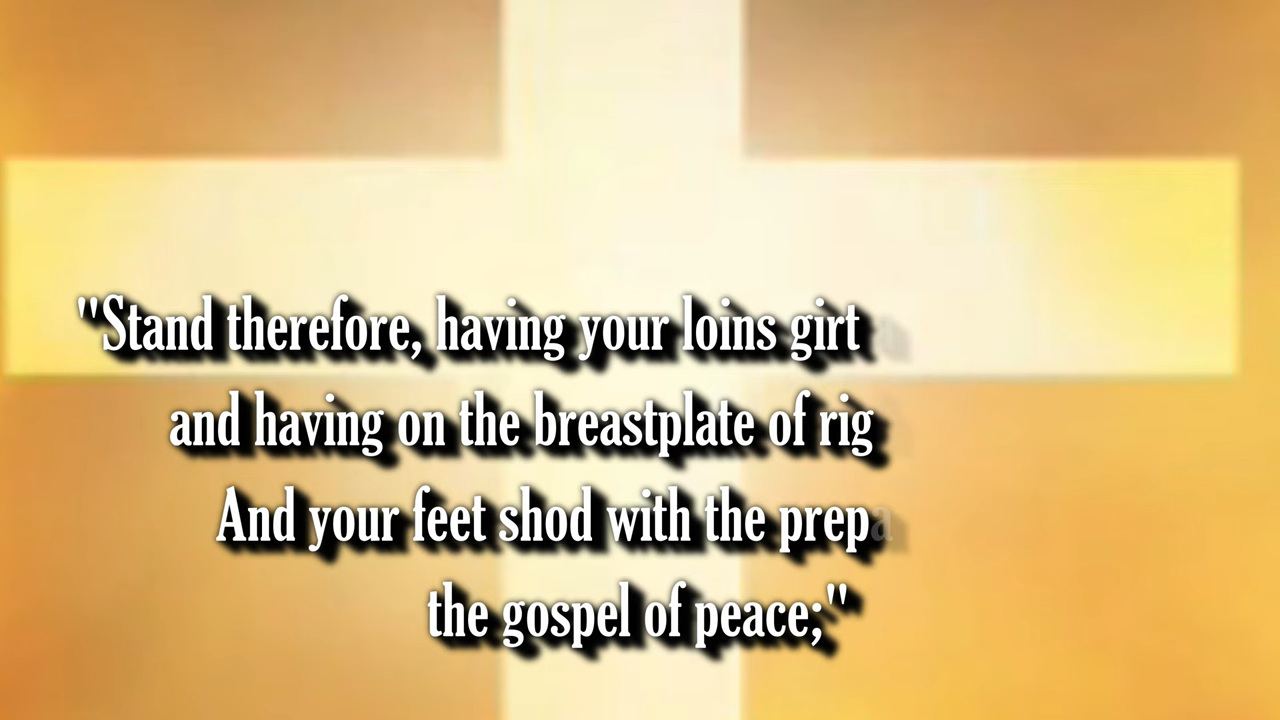 "Stand therefore, having your loins girt a
and having on the breastplate of rig
And your feet shod with the prepa
the gospel of peace;"